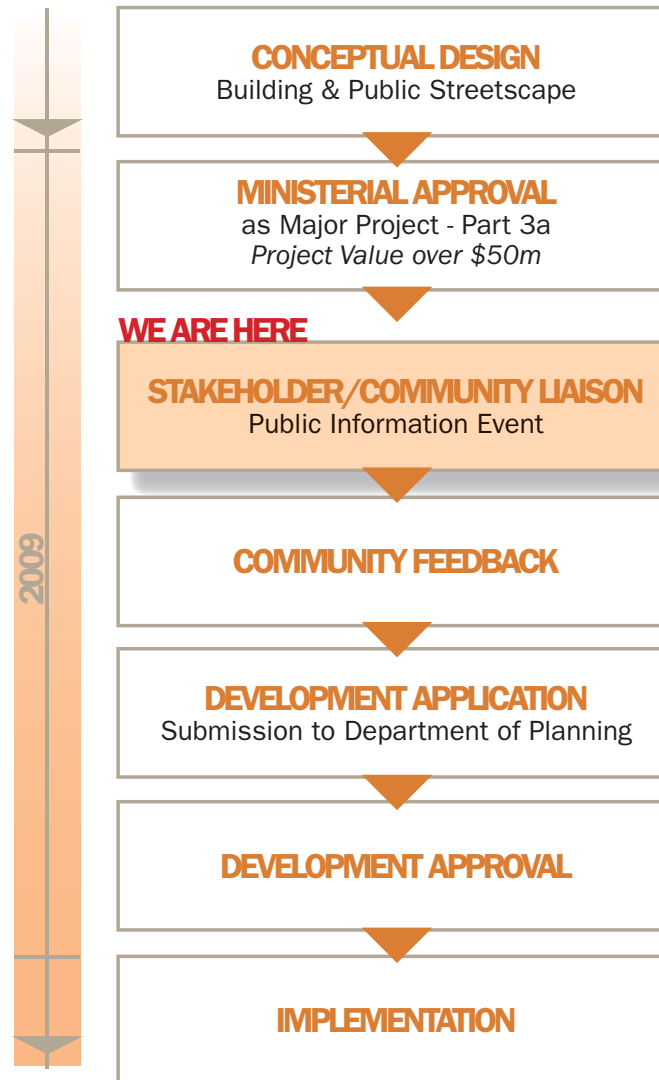 CONCEPTUAL DESIGN
Building & Public Streetscape
MINISTERIAL APPROVAL
as Major Project - Part 3a
Project Value over $50m
WE ARE HERE
STAKEHOLDER/COMMUNITY LIAISON
Public Information Event
2009
COMMUNITY FEEDBACK
DEVELOPMENT APPLICATION
Submission to Department of Planning
DEVELOPMENT APPROVAL
IMPLEMENTATION